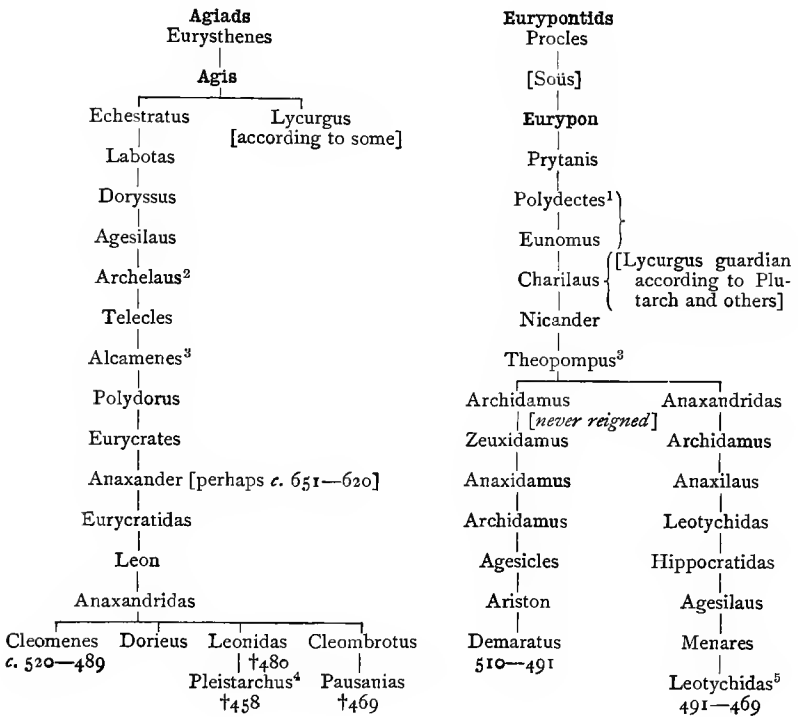 Agiads
Eurysthenes
Agis
Echestratus
Lycurgus
[according to some]
Labotas
Doryssus
Agesilaus
Archelaus²
Telecles
Alcamenes³
Polydorus
Eurycrates
Anaxander [perhaps c. 651—620]
Eurycratidas
Leon
Anaxandridas
Cleomenes
c. 520—489
Dorieus
Leonidas
†480
Cleombrotus
Pleistarchus⁴
†458
Pausanias
†469
Eurypontids
Procles
[Soüs]
Eurypon
Prytanis
Polydectes¹
Eunomus
Charilaus
[Lycurgus guardian
according to Plu-
tarch and others]
Nicander
Theopompus³
Archidamus
[never reigned]
Zeuxidamus
Anaxidamus
Archidamus
Agesicles
Ariston
Demaratus
510—491
Anaxandridas
Archidamus
Anaxilaus
Leotychidas
Hippocratidas
Agesilaus
Menares
Leotychidas⁵
491—469